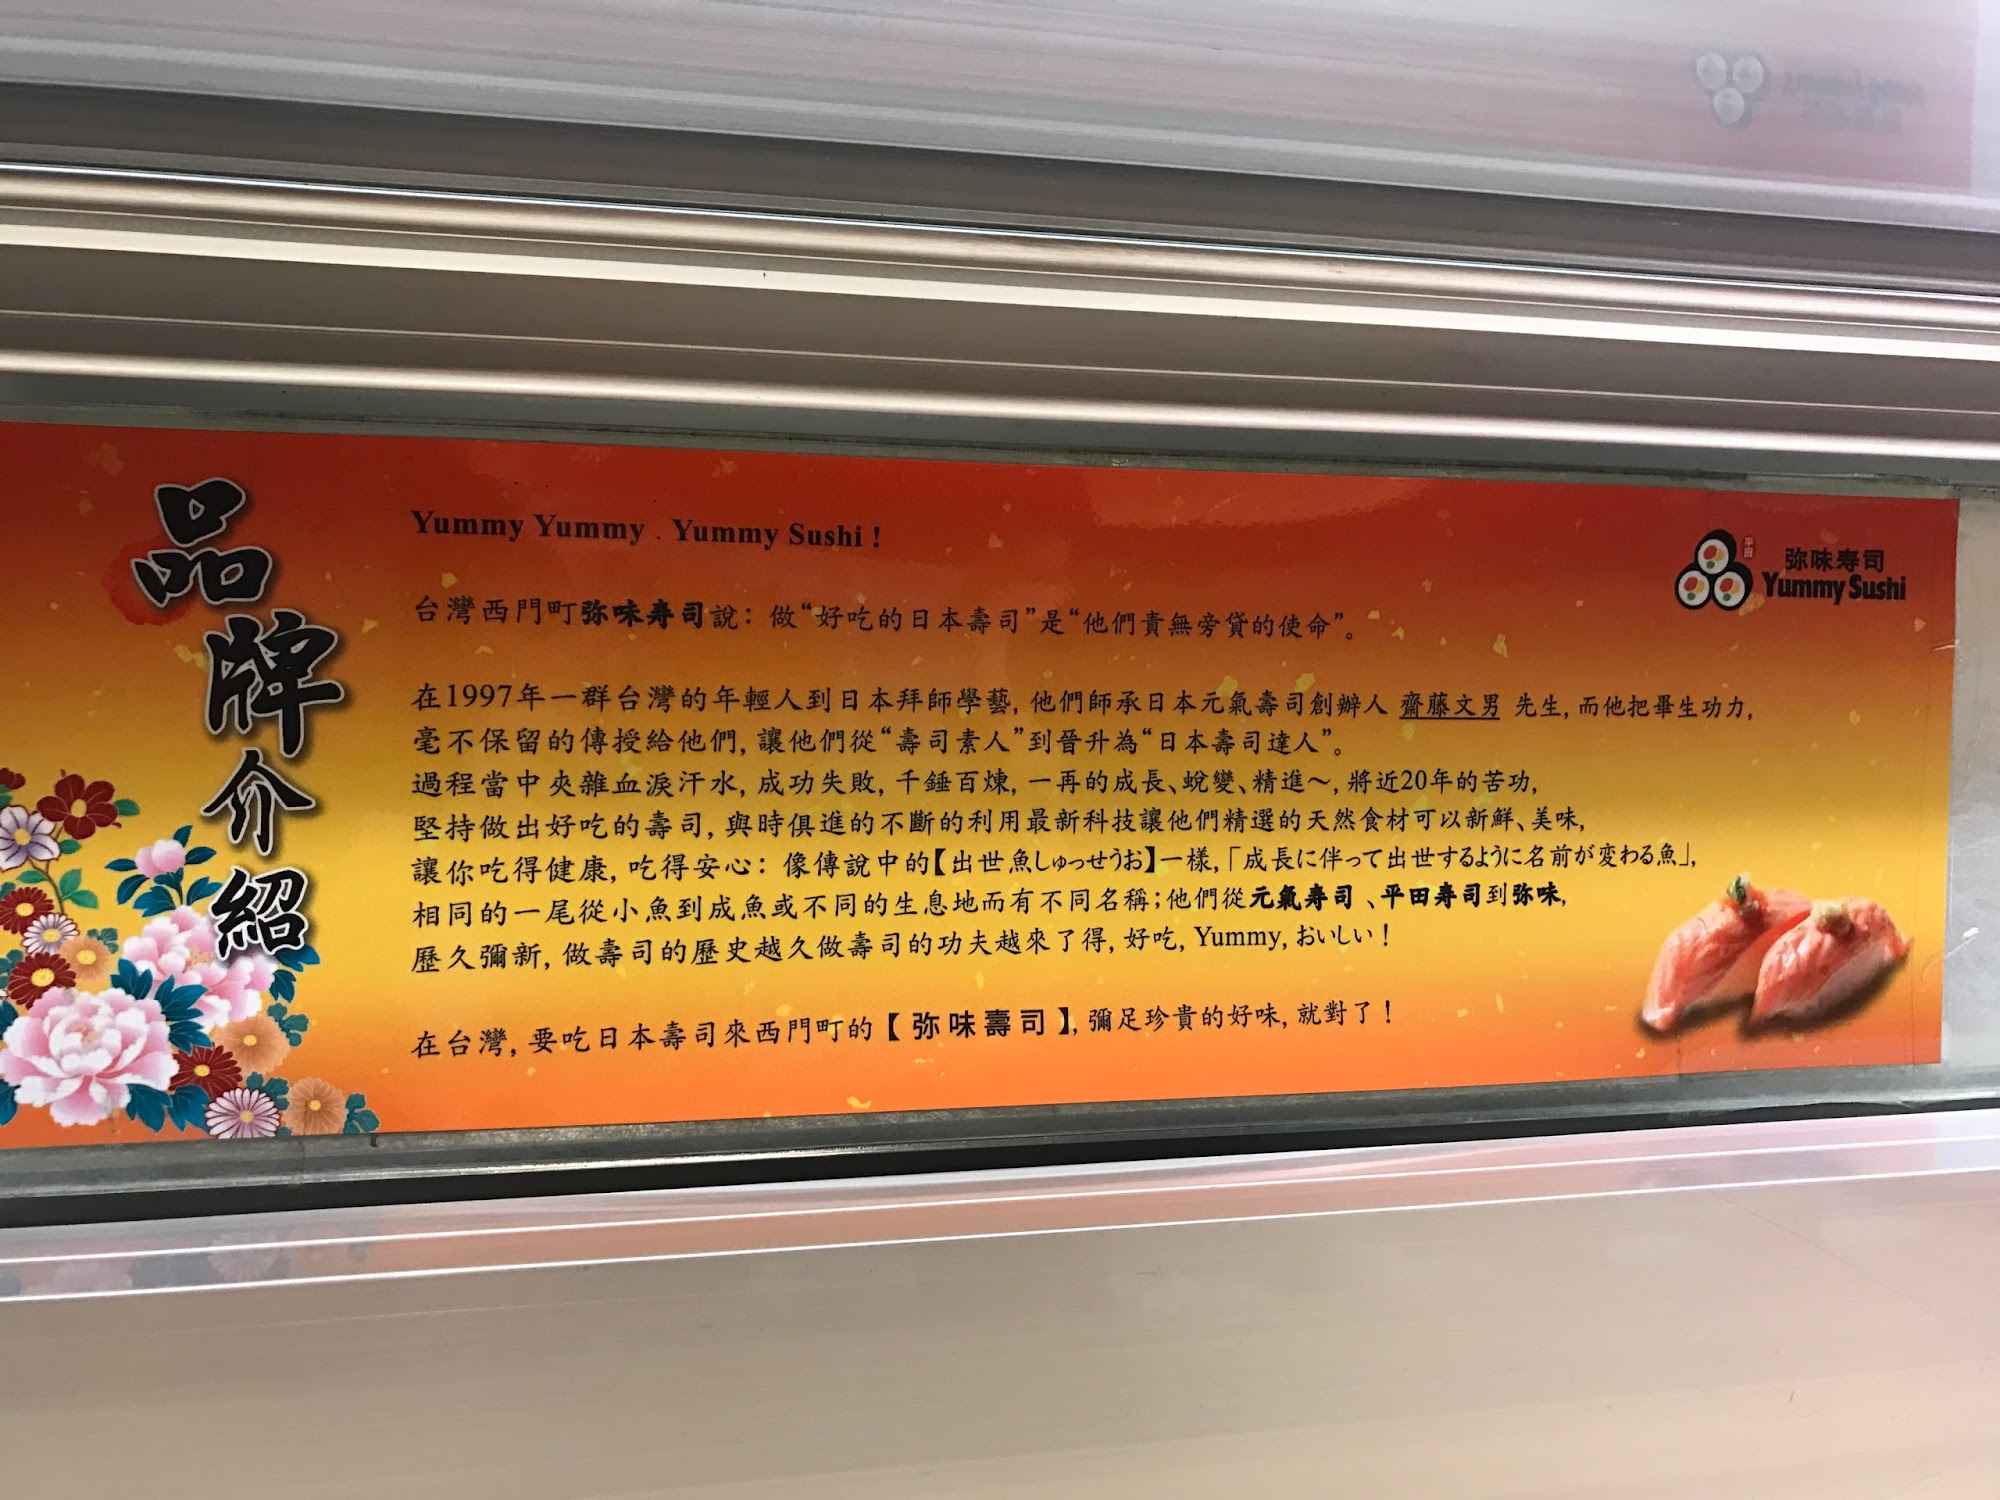 品牌介紹
Yummy Yummy . Yummy Sushi !
平田
弥味寿司
Yummy Sushi
台灣西門町弥味寿司說：做“好吃的日本壽司”是“他們責無旁貸的使命”。
在1997年一群台灣的年輕人到日本拜師學藝，他們師承日本元氣壽司創辦人 齋藤文男 先生，而他把畢生功力，
毫不保留的傳授給他們，讓他們從“壽司素人”到晉升為“日本壽司達人”。
過程當中夾雜血淚汗水，成功失敗，千錘百煉，一再的成長、蛻變、精進～，將近20年的苦功，
堅持做出好吃的壽司，與時俱進的不斷的利用最新科技讓他們精選的天然食材可以新鮮、美味，
讓你吃得健康，吃得安心：像傳說中的【出世魚しゅっせうお】一樣，「成長に伴って出世するように名前が変わる魚」，
相同的一尾從小魚到成魚或不同的生息地而有不同名稱；他們從元氣寿司、平田寿司到弥味，
歷久彌新，做壽司的歷史越久做壽司的功夫越來了得，好吃，Yummy，おいしい！
在台灣，要吃日本壽司來西門町的【弥味壽司】，彌足珍貴的好味，就對了！